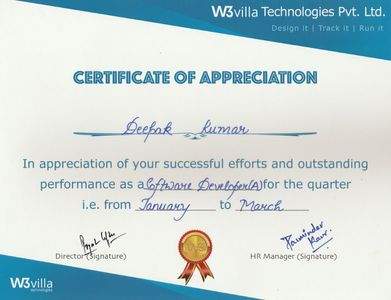 W3villa Technologies Pvt. Ltd.
Design it | Track it | Run it
CERTIFICATE OF APPRECIATION
Deepak Kumar
In appreciation of your successful efforts and outstanding
performance as a Software Developer(A) for the quarter
i.e. from January to March
Director (Signature)
HR Manager (Signature)
W3villa
technologies